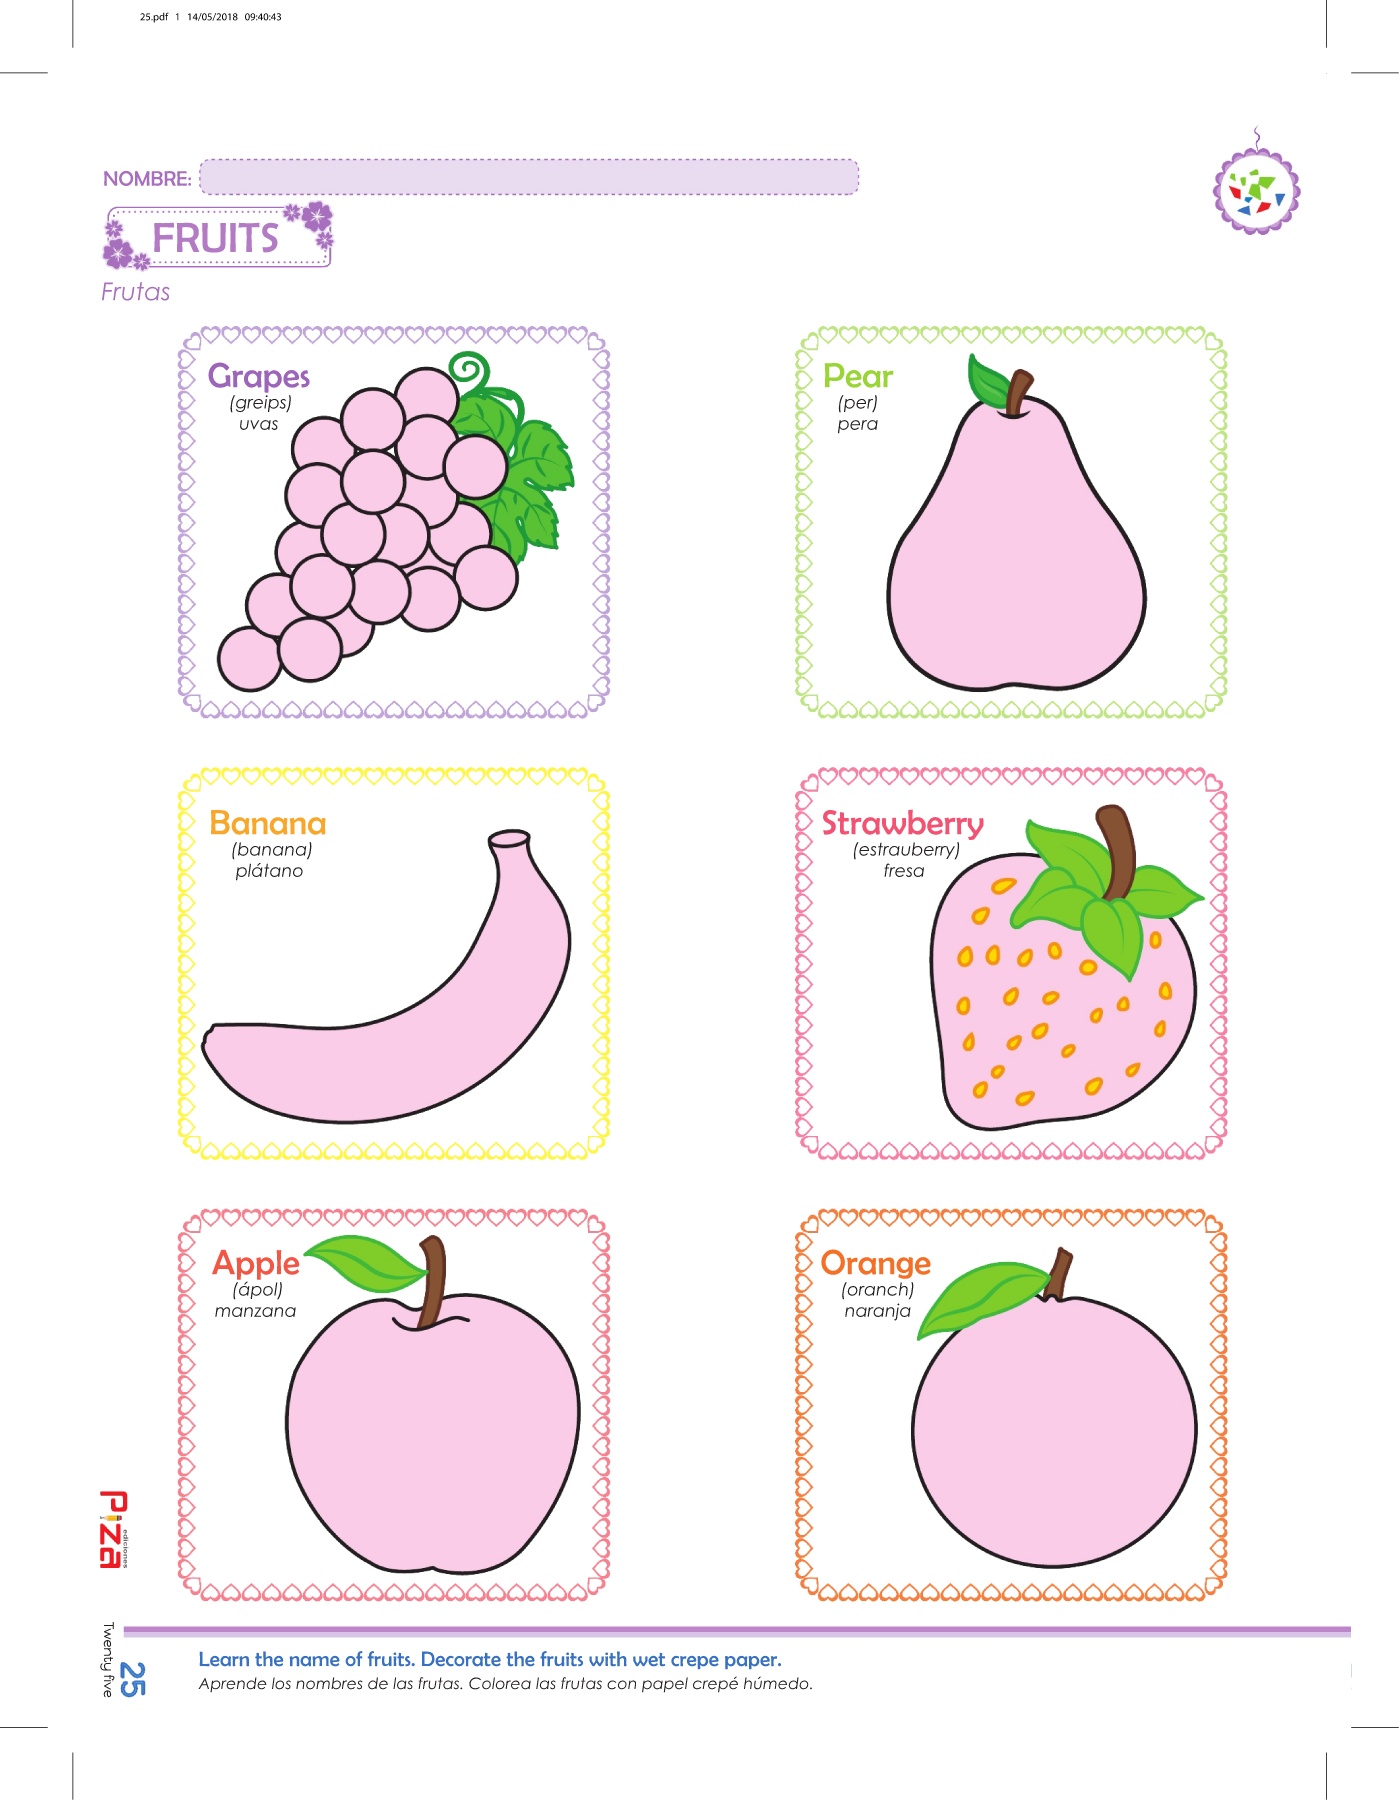 25.pdf 1 14/05/2018 09:40:43
NOMBRE:
FRUITS
Frutas
Grapes
(greips)
uvas
Pear
(per)
pera
Banana
(banana)
plátano
Strawberry
(estrauberry)
fresa
Apple
(ápol)
manzana
Orange
(oranch)
naranja
Piza
ediciones
Twenty five
25
Learn the name of fruits. Decorate the fruits with wet crepe paper.
Aprende los nombres de las frutas. Colorea las frutas con papel crepé húmedo.